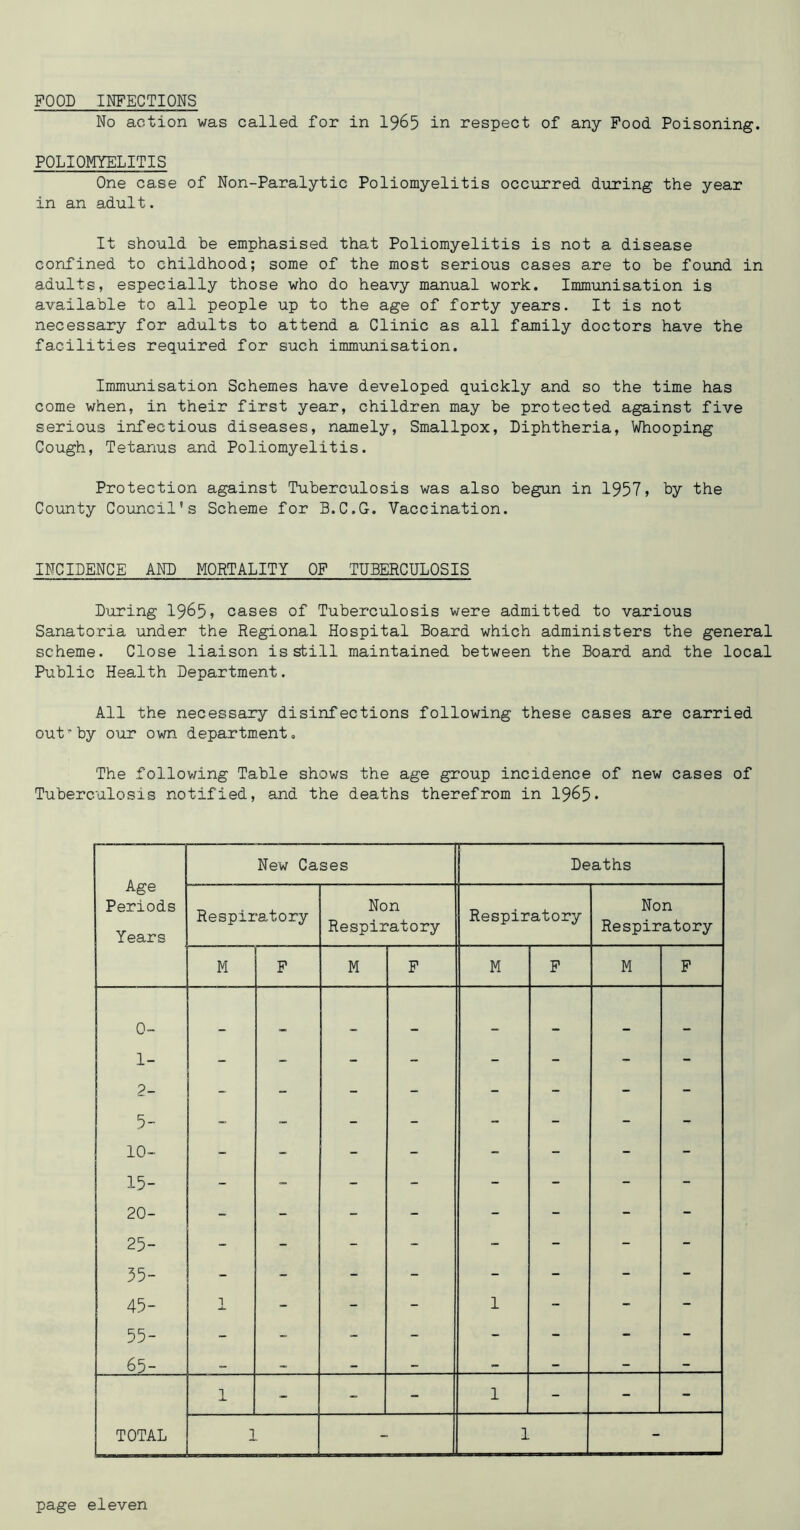 FOOD INFECTIONS
No action was called for in 1965 in respect of any Food Poisoning.
POLIOMYELITIS
One case of Non-Paralytic Poliomyelitis occurred during the year
in an adult.
It should be emphasised that Poliomyelitis is not a disease
confined to childhood; some of the most serious cases are to be found in
adults, especially those who do heavy manual work. Immunisation is
available to all people up to the age of forty years. It is not
necessary for adults to attend a Clinic as all family doctors have the
facilities required for such immunisation.
Immunisation Schemes have developed quickly and so the time has
come when, in their first year, children may be protected against five
serious infectious diseases, namely, Smallpox, Diphtheria, Whooping
Cough, Tetanus and Poliomyelitis.
Protection against Tuberculosis was also begun in 1957, by the
County Council's Scheme for B.C.G. Vaccination.
INCIDENCE AND MORTALITY OF TUBERCULOSIS
During 1965, cases of Tuberculosis were admitted to various
Sanatoria under the Regional Hospital Board which administers the general
scheme. Close liaison is still maintained between the Board and the local
Public Health Department.
All the necessary disinfections following these cases are carried
out by our own department.
The following Table shows the age group incidence of new cases of
Tuberculosis notified, and the deaths therefrom in 1965.
Age Periods Years New Cases Deaths
Respiratory Non Respiratory Respiratory Non Respiratory
M F M F M F M F
0- - - - - - - - -
1- - - - - - - - -
2- - - - - - - - -
5- - - - - - - - -
10- - - - - - - - -
15- - - - - - - - -
20- - - - - - - - -
25- - - - - - - - -
35- - - - - - - - -
45- 1 - - - 1 - - -
55- - - - - - - - -
65- - - - - - - - -
1 - - - 1 - - -
TOTAL 1 - 1 -
page eleven